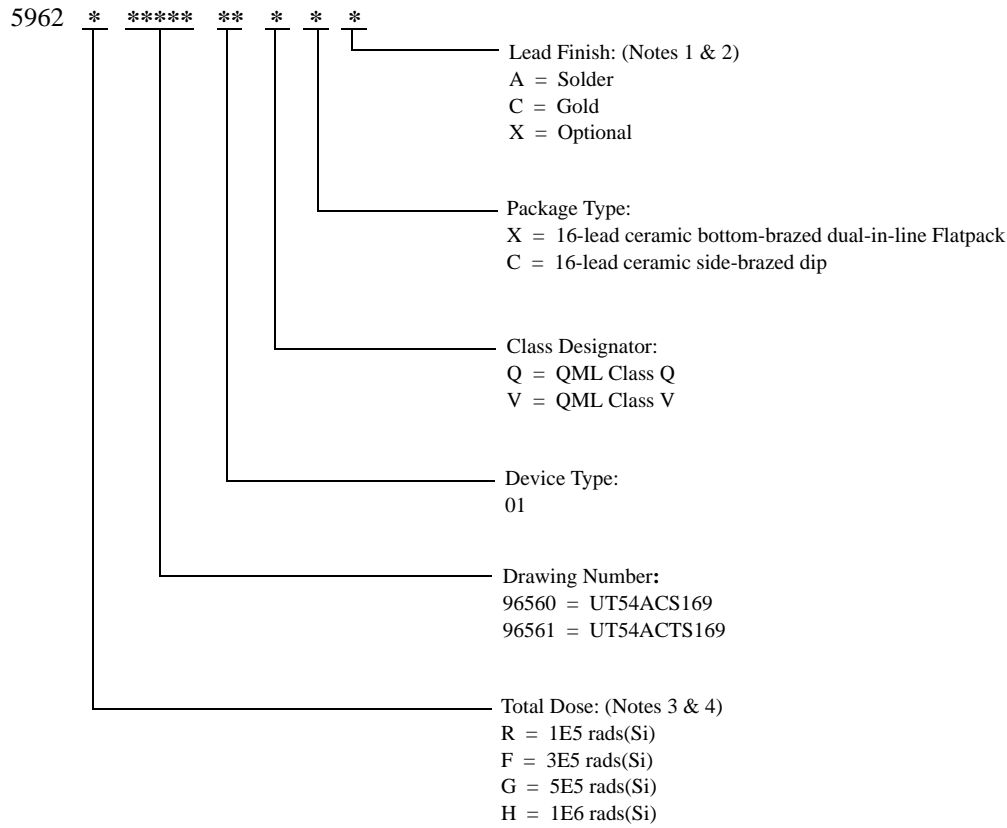 5962 * ***** ** * * *
Lead Finish: (Notes 1 & 2)
A = Solder
C = Gold
X = Optional
Package Type:
X = 16-lead ceramic bottom-brazed dual-in-line Flatpack
C = 16-lead ceramic side-brazed dip
Class Designator:
Q = QML Class Q
V = QML Class V
Device Type:
01
Drawing Number:
96560 = UT54ACS169
96561 = UT54ACTS169
Total Dose: (Notes 3 & 4)
R = 1E5 rads(Si)
F = 3E5 rads(Si)
G = 5E5 rads(Si)
H = 1E6 rads(Si)